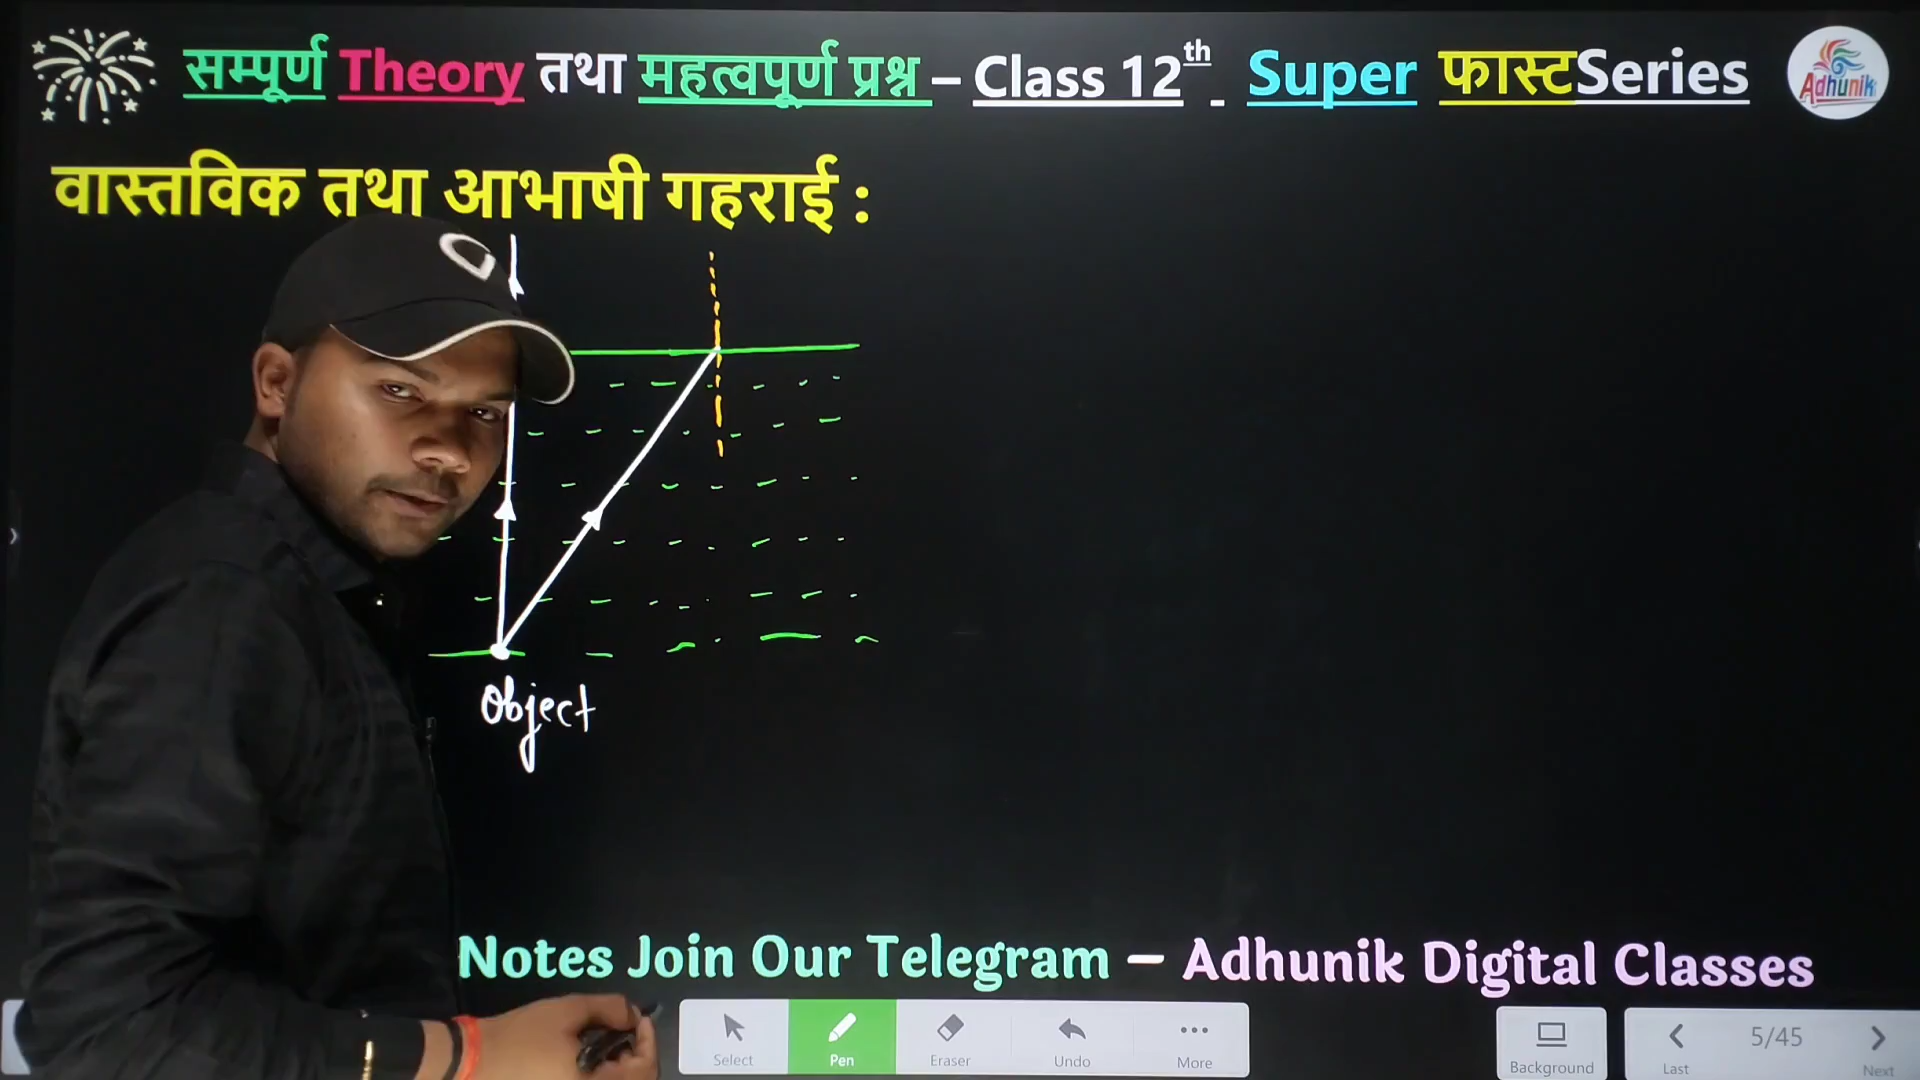 सम्पूर्ण Theory तथा महत्वपूर्ण प्रश्न – Class 12th - Super फास्टSeries
Adhunik
वास्तविक तथा आभाषी गहराई :
Object
Notes Join Our Telegram – Adhunik Digital Classes
Select
Pen
Eraser
Undo
More
Background
Last
5/45
Next